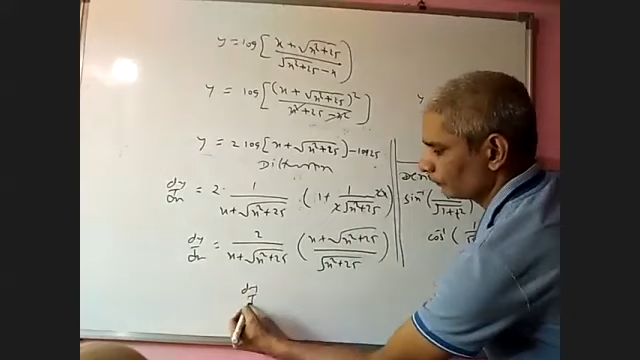 y = log [ (x + √(x²+25)) / (√(x²+25) - x) ]
y = log [ (x + √(x²+25))² / (x² + 25 - x²) ]
y = 2 log [x + √(x²+25)] - log 25
dy/dx = 2 · 1/(x+√(x²+25)) · (1 + 1/(2√(x²+25)) 2x)
dy/dx = 2/(x+√(x²+25)) ( (x+√(x²+25)) / √(x²+25) )
dy
y
sin⁻¹ ( /√(1+t²) )
cos⁻¹ (